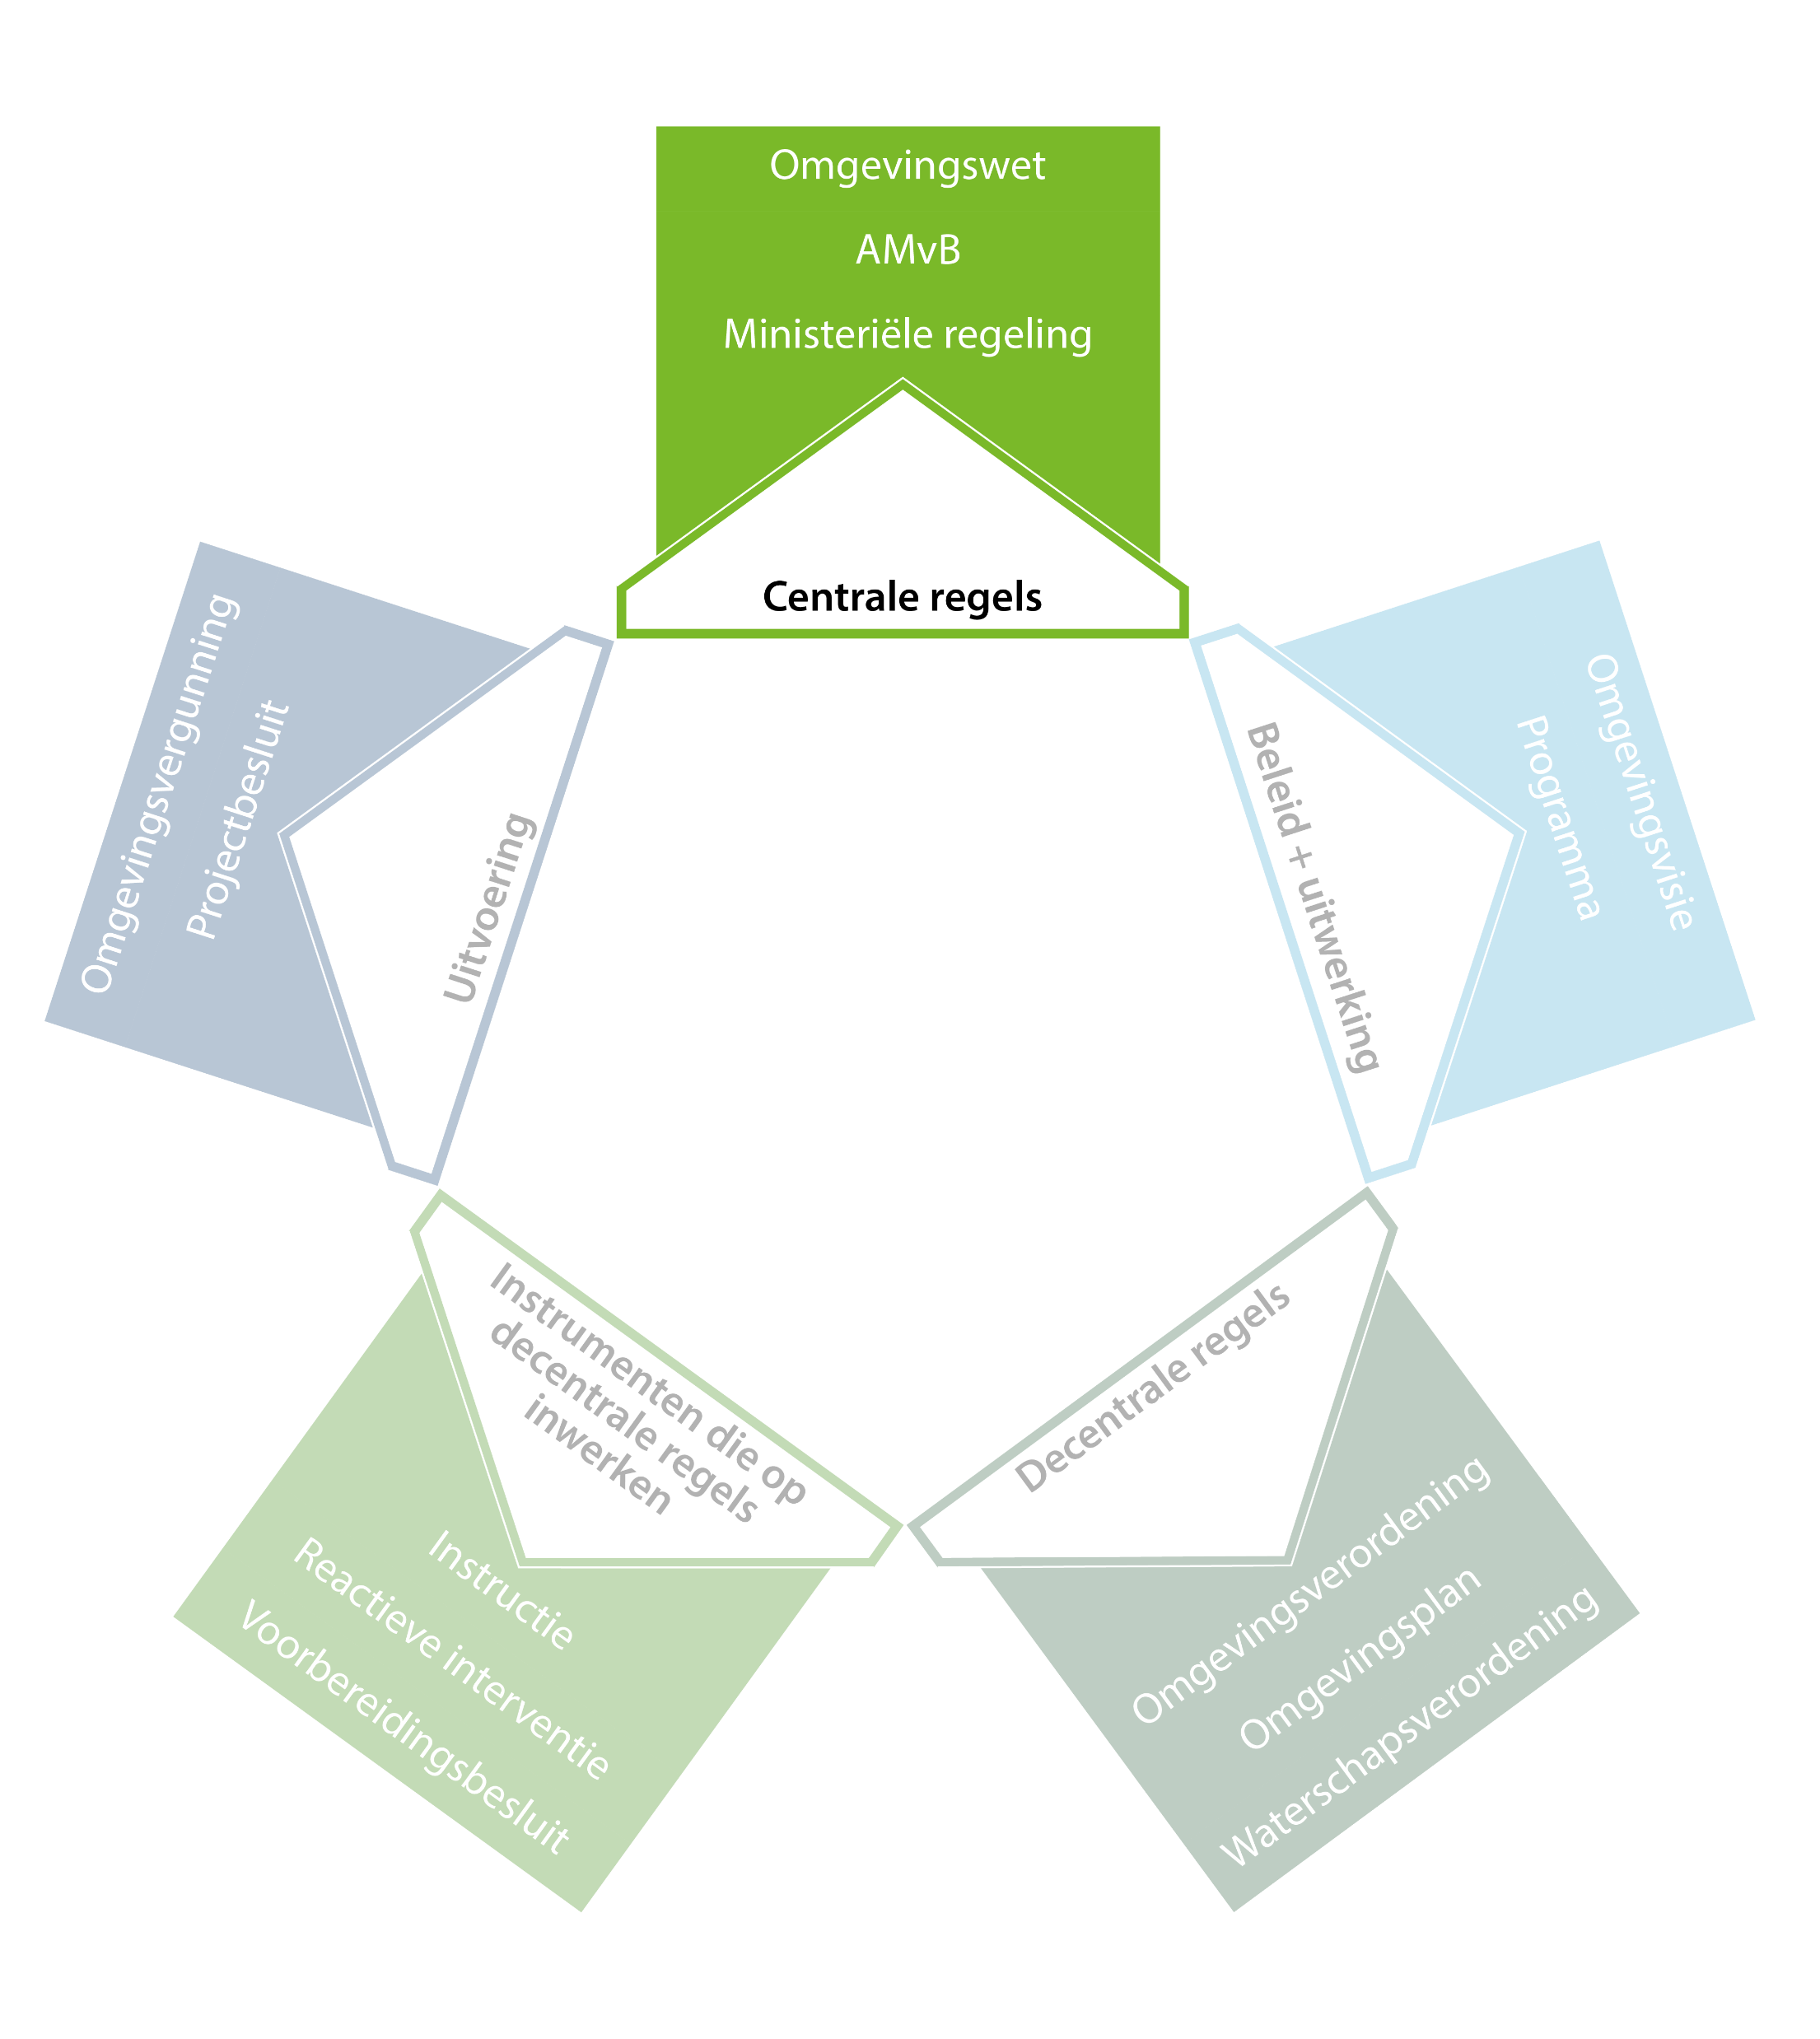 Omgevingswet
AMvB
Ministeriële regeling
Centrale regels
Omgevingsvisie
Programma
Beleid + uitwerking
Decentrale regels
Omgevingsverordening
Omgevingsplan
Waterschapsverordening
Instrumenten die op
decentrale regels
inwerken
Instructie
Reactieve interventie
Voorbereidingsbesluit
Omgevingsvergunning
Projectbesluit
Uitvoering